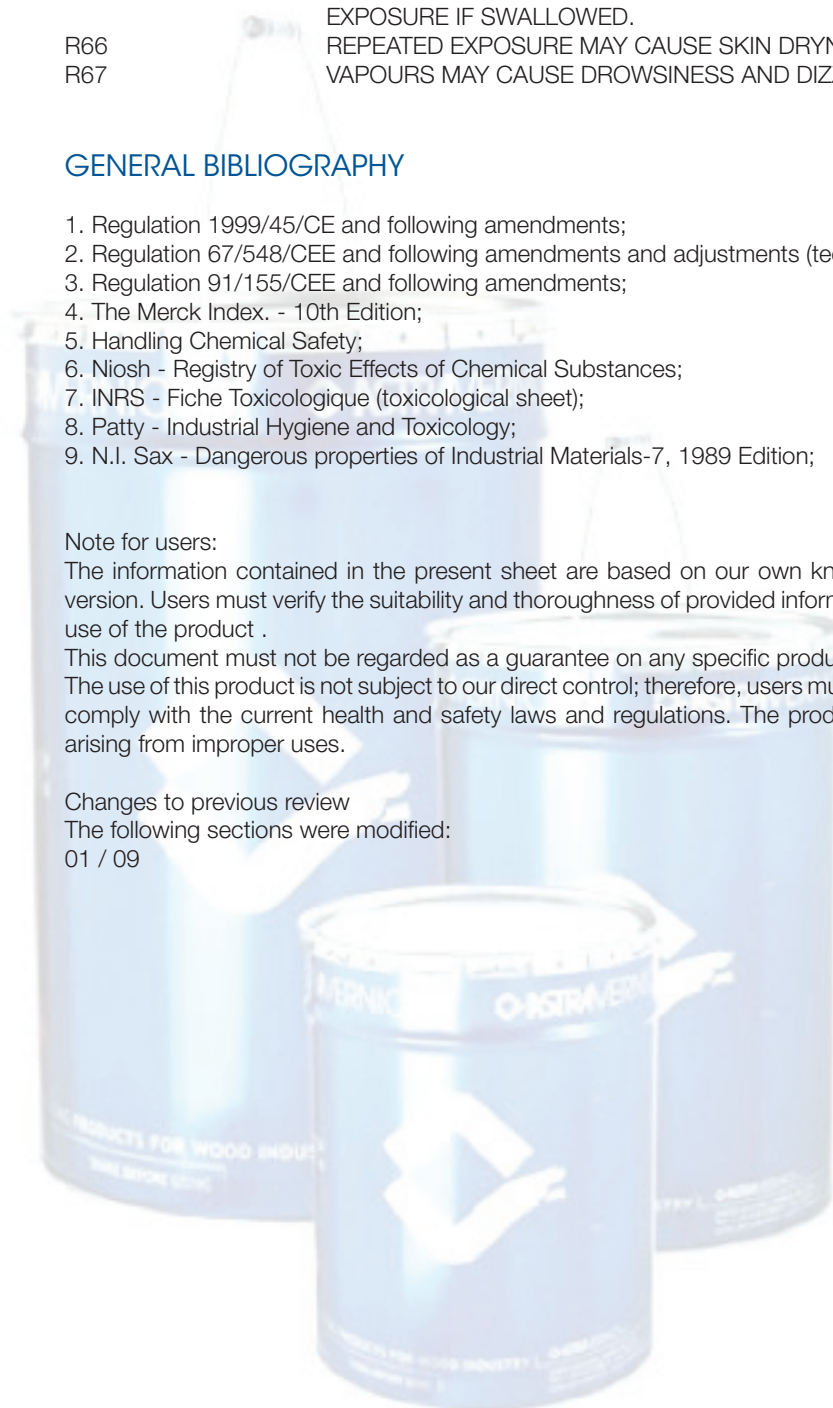 EXPOSURE IF SWALLOWED.
R66 REPEATED EXPOSURE MAY CAUSE SKIN
R67 VAPOURS MAY CAUSE DROWSINESS AND
GENERAL BIBLIOGRAPHY
1. Regulation 1999/45/CE and following amendments;
2. Regulation 67/548/CEE and following amendments and adjustments
3. Regulation 91/155/CEE and following amendments;
4. The Merck Index. - 10th Edition;
5. Handling Chemical Safety;
6. Niosh - Registry of Toxic Effects of Chemical Substances;
7. INRS - Fiche Toxicologique (toxicological sheet);
8. Patty - Industrial Hygiene and Toxicology;
9. N.I. Sax - Dangerous properties of Industrial Materials-7, 1989 Edition;
Note for users:
The information contained in the present sheet are based on our own
version. Users must verify the suitability and thoroughness of provided
use of the product .
This document must not be regarded as a guarantee on any specific
The use of this product is not subject to our direct control; therefore, users
comply with the current health and safety laws and regulations. The
arising from improper uses.
Changes to previous review
The following sections were modified:
01 / 09
PRODUCTS FOR WOOD
PRODUCTS FOR WOOD INDUSTRY